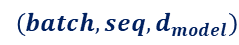 (batch, seq, d_model)